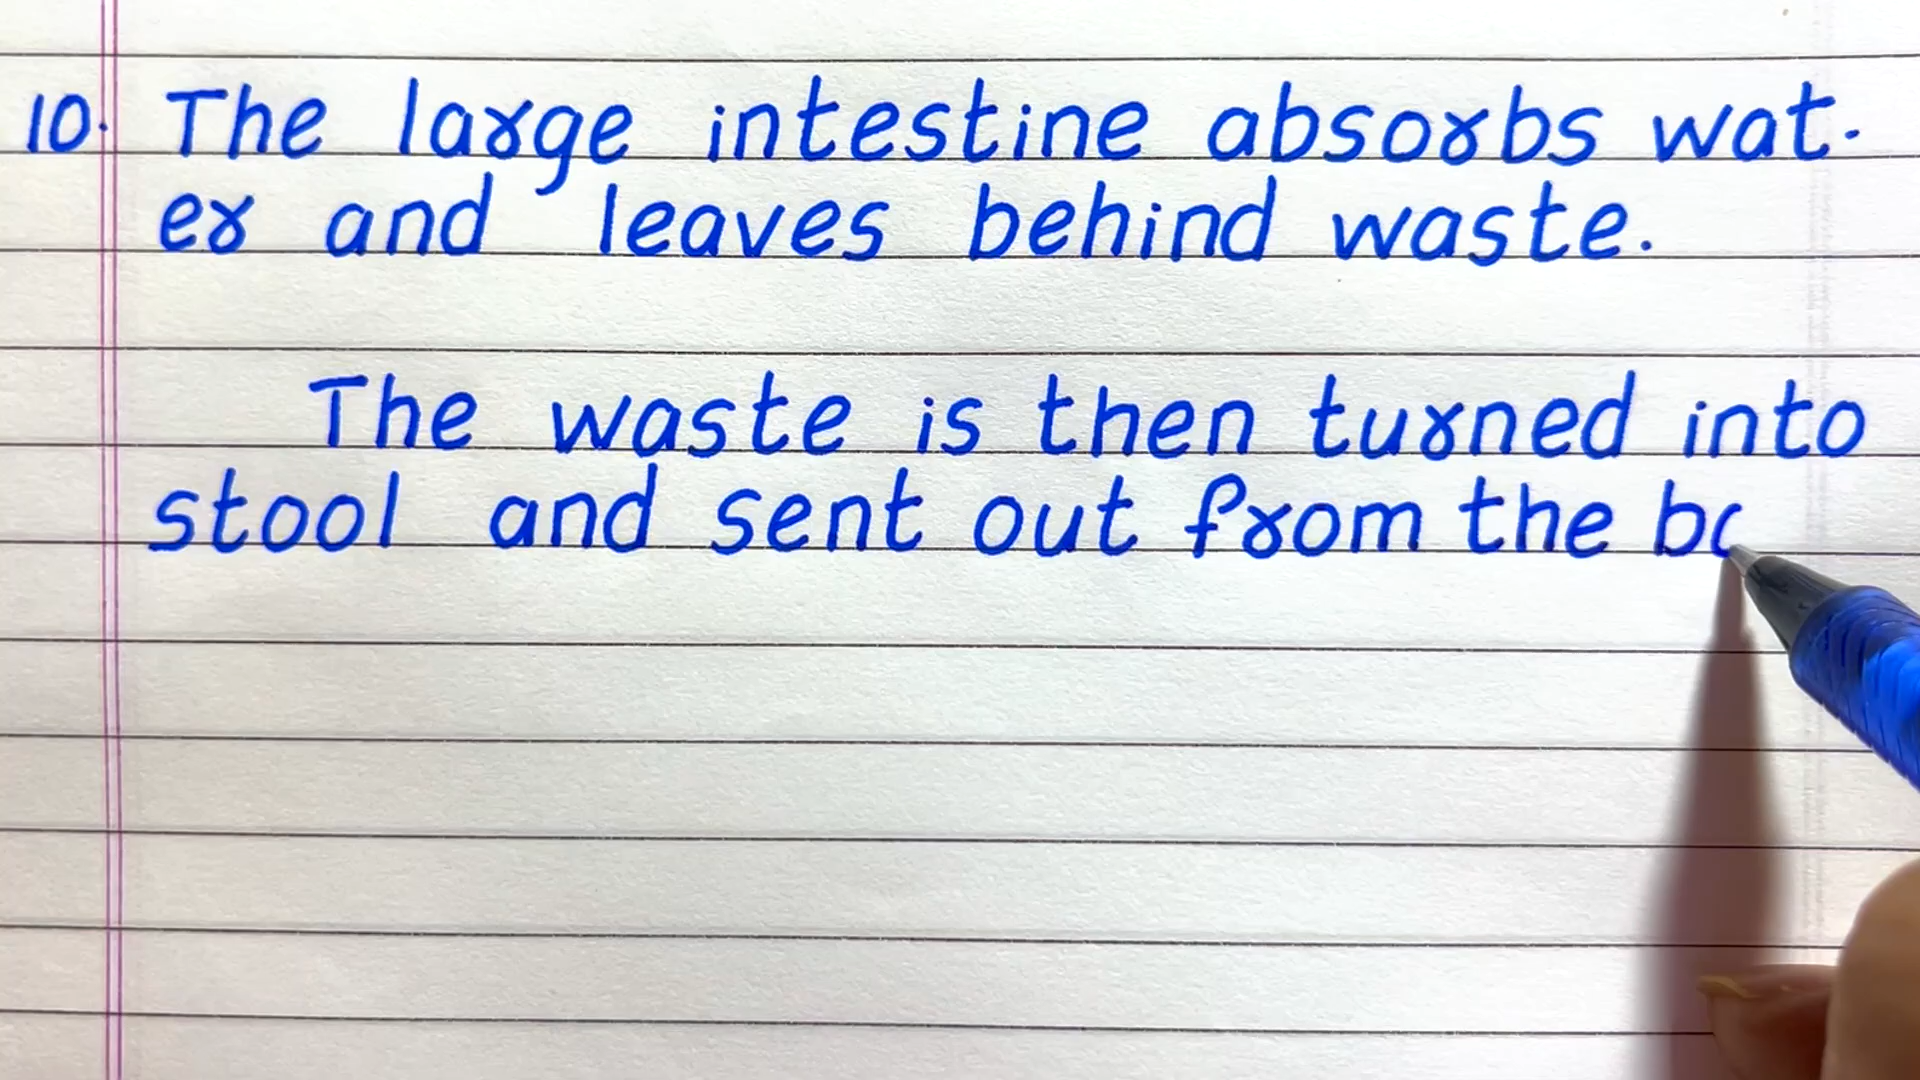 10. The large intestine absorbs wat-
er and leaves behind waste.
The waste is then turned into
stool and sent out from the